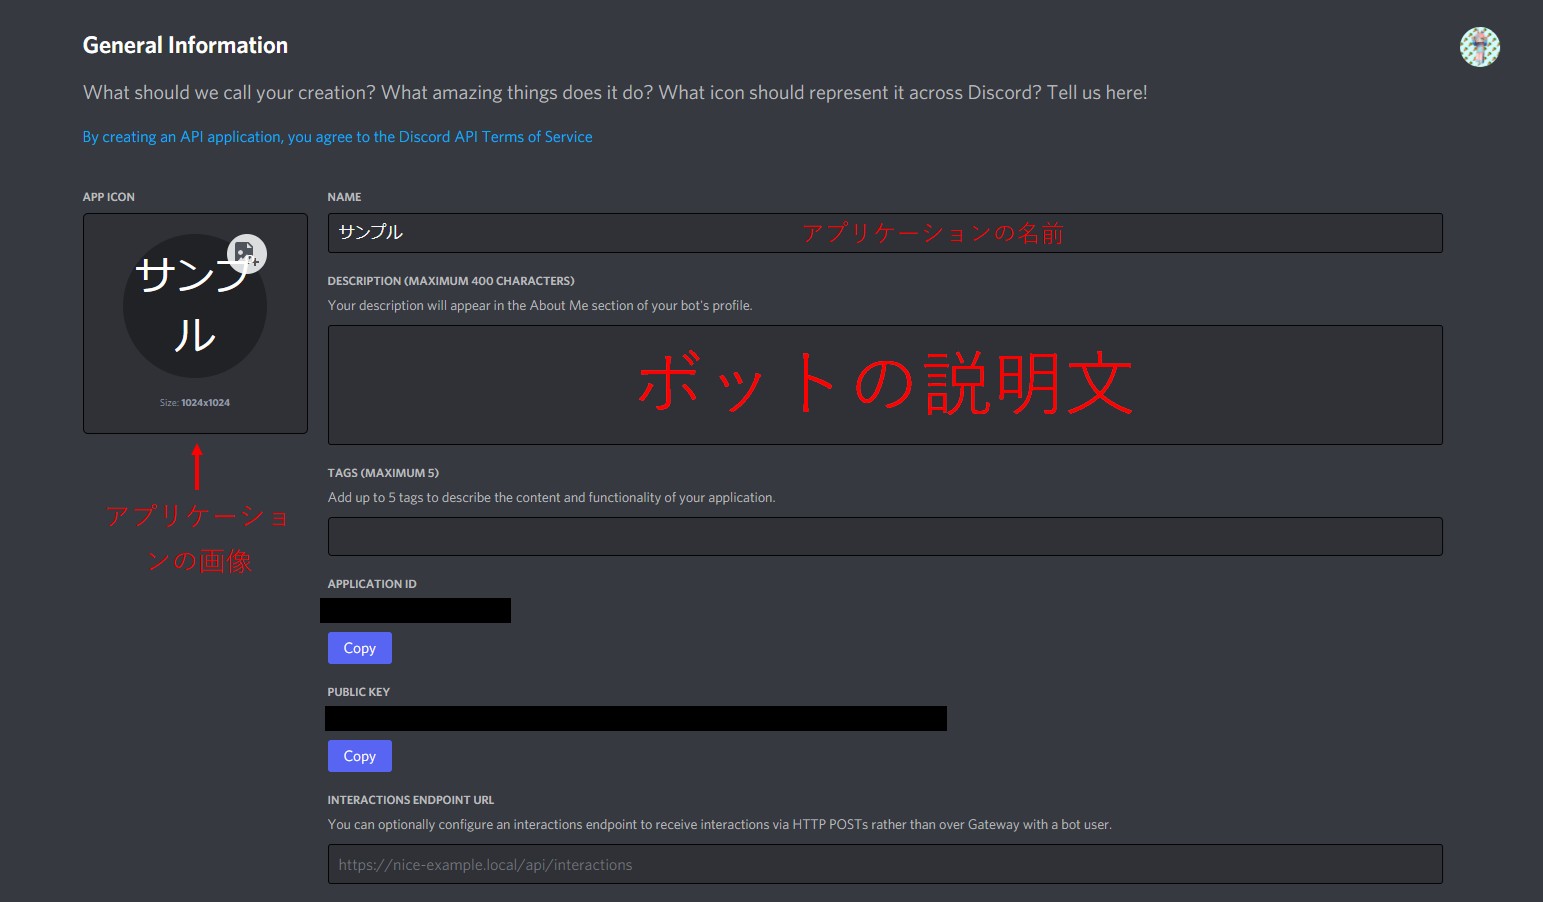 General Information
What should we call your creation? What amazing things does it do? What icon should represent it across Discord? Tell us here!
By creating an API application, you agree to the Discord API Terms of Service
APP ICON
サンプ
ル
Size: 1024x1024
アプリケーショ
ンの画像
NAME
サンプル
アプリケーションの名前
DESCRIPTION (MAXIMUM 400 CHARACTERS)
Your description will appear in the About Me section of your bot's profile.
ボットの説明文
TAGS (MAXIMUM 5)
Add up to 5 tags to describe the content and functionality of your application.
APPLICATION ID
Copy
PUBLIC KEY
Copy
INTERACTIONS ENDPOINT URL
You can optionally configure an interactions endpoint to receive interactions via HTTP POSTs rather than over Gateway with a bot user.
https://nice-example.local/api/interactions